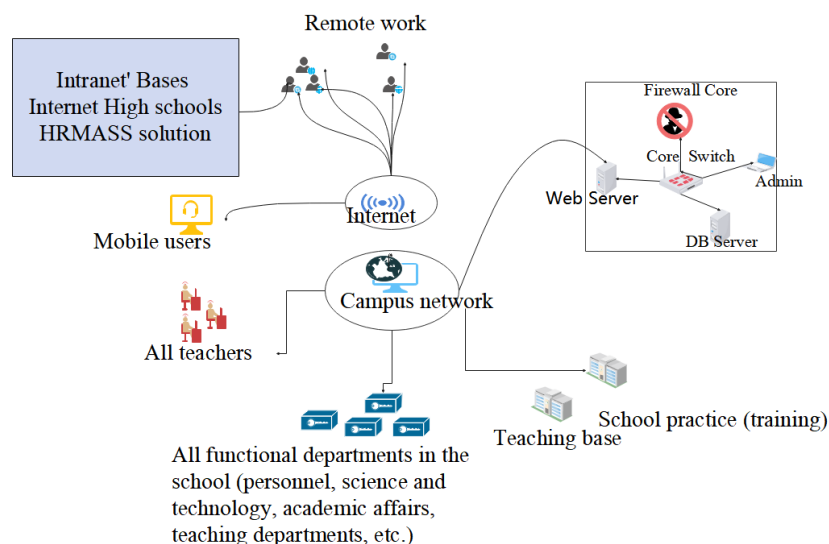 Remote work
Intranet' Bases
Internet High schools
HRMASS solution
Firewall Core
Core Switch
Admin
Web Server
DB Server
Internet
Mobile users
Campus network
All teachers
School practice (training)
Teaching base
All functional departments in the
school (personnel, science and
technology, academic affairs,
teaching departments, etc.)